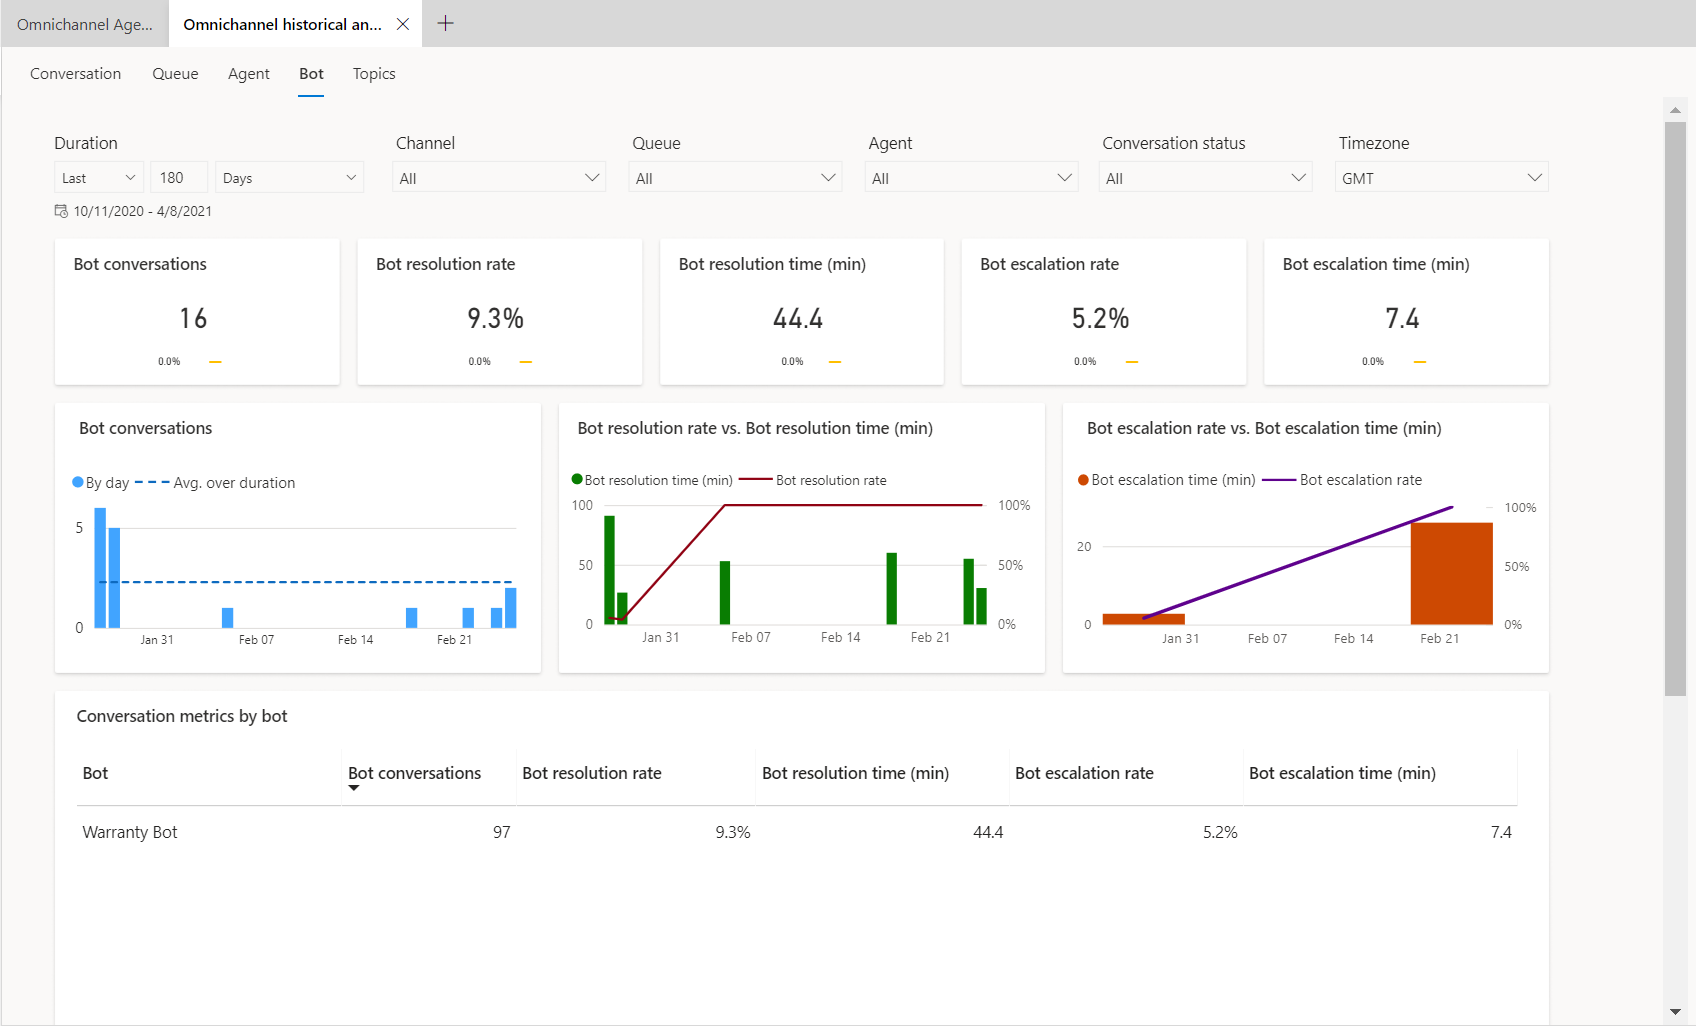 Omnichannel Age...
Omnichannel historical an...
Conversation Queue Agent Bot Topics
Duration Channel Queue Agent Conversation status Timezone
Last 180 Days All All All All GMT
10/11/2020 - 4/8/2021
Bot conversations Bot resolution rate Bot resolution time (min) Bot escalation rate Bot escalation time (min)
16 9.3% 44.4 5.2% 7.4
0.0% 0.0% 0.0% 0.0% 0.0%
Bot conversations
By day Avg. over duration
5
0
Jan 31 Feb 07 Feb 14 Feb 21
Bot resolution rate vs. Bot resolution time (min)
Bot resolution time (min) Bot resolution rate
100 100%
50 50%
0 0%
Jan 31 Feb 07 Feb 14 Feb 21
Bot escalation rate vs. Bot escalation time (min)
Bot escalation time (min) Bot escalation rate
100%
20
50%
0 0%
Jan 31 Feb 07 Feb 14 Feb 21
Conversation metrics by bot
Bot Bot conversations Bot resolution rate Bot resolution time (min) Bot escalation rate Bot escalation time (min)
Warranty Bot 97 9.3% 44.4 5.2% 7.4